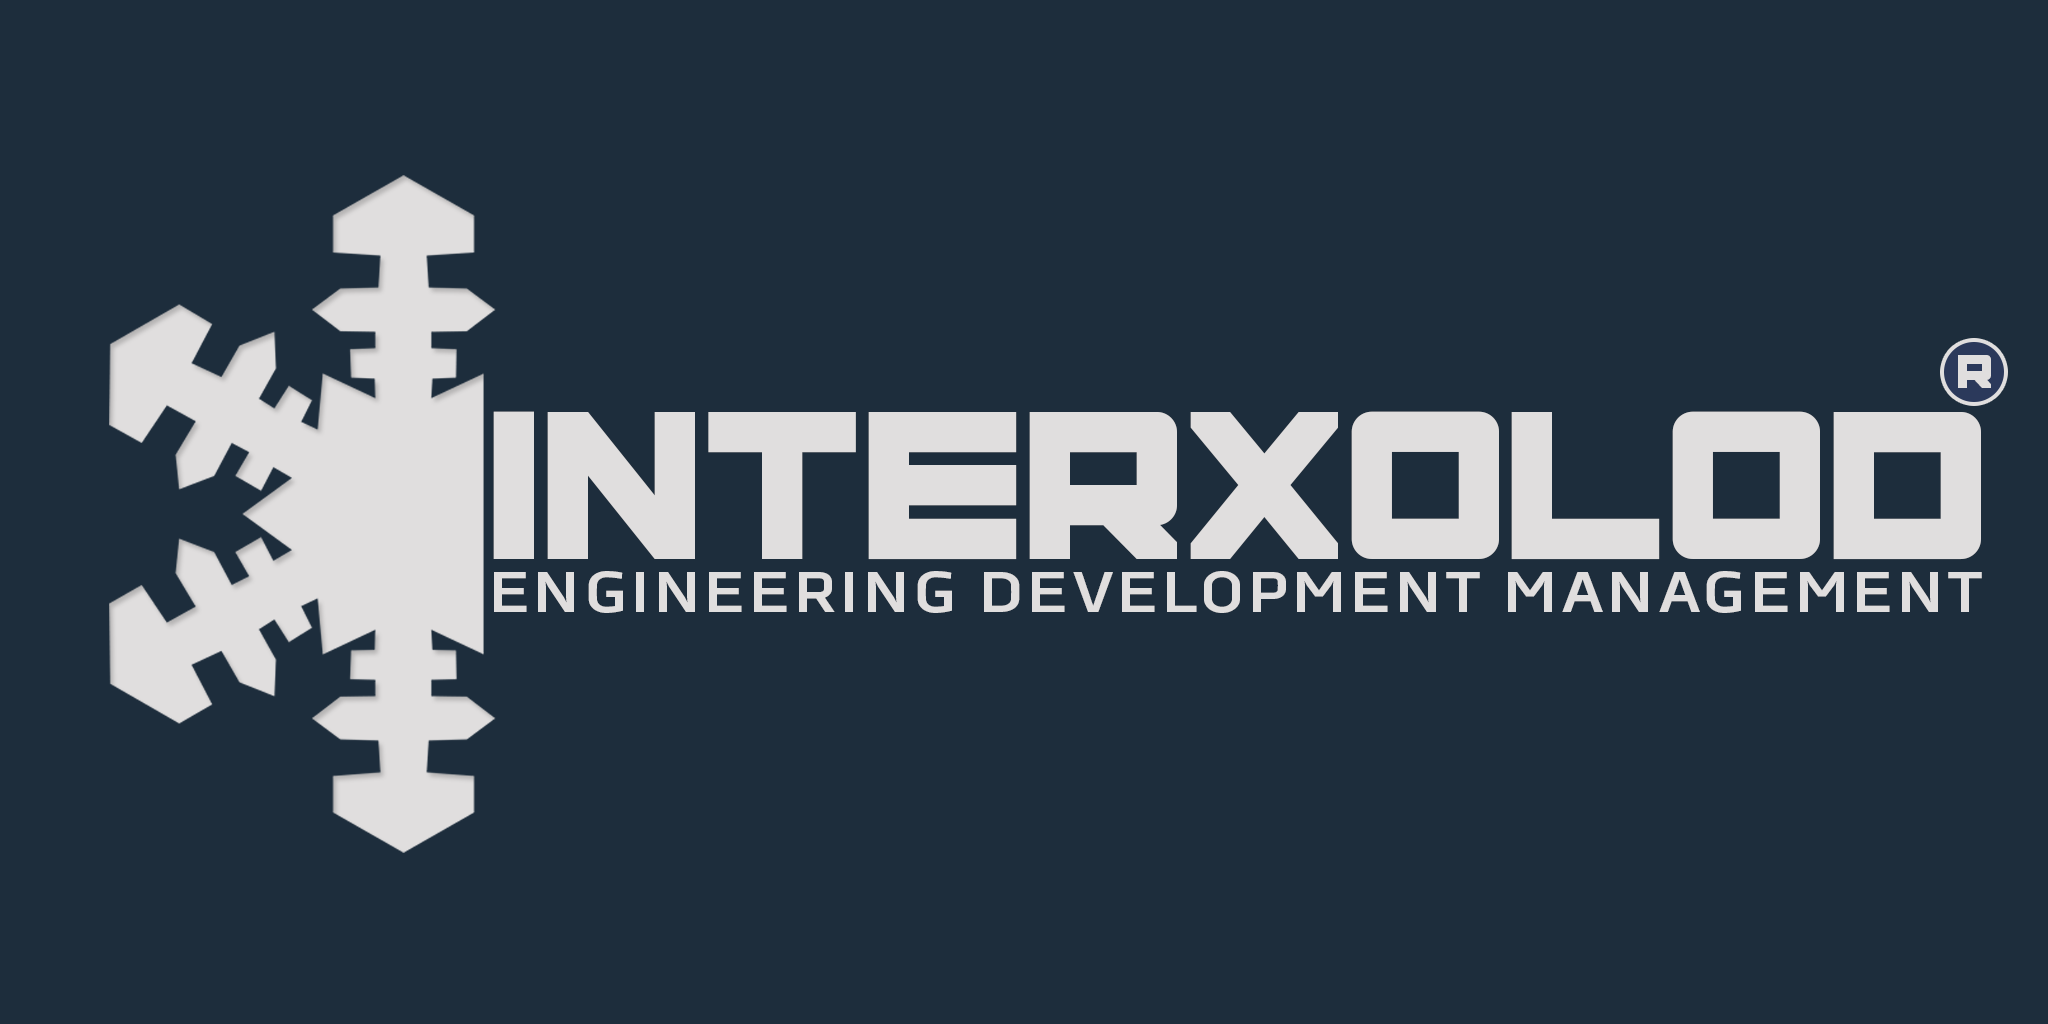 ®
INTERXOLOD
ENGINEERING DEVELOPMENT MANAGEMENT